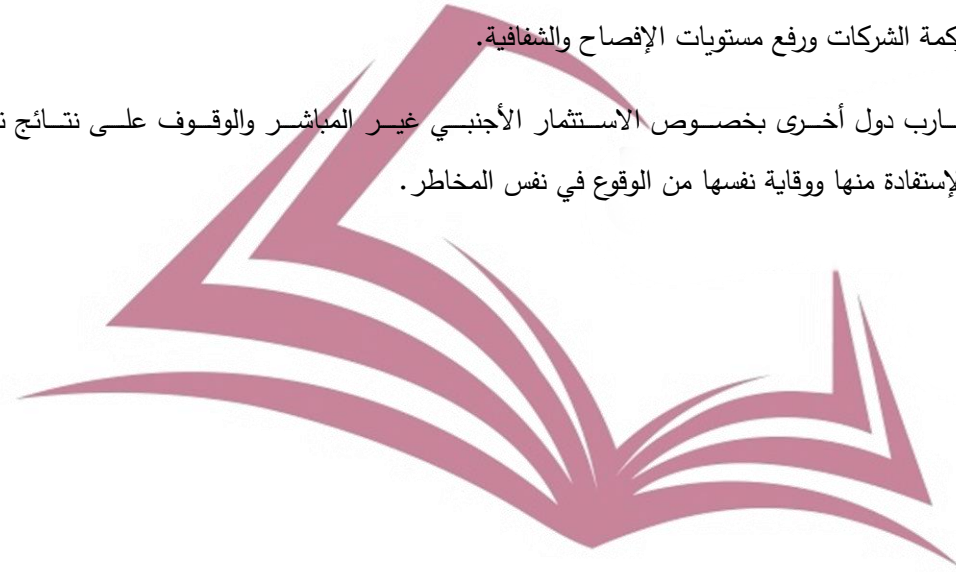 كمة الشركات ورفع مستويات الإفصاح والشفافية.
ـارب دول أخـرى بخصـوص الاسـتثمار الأجنبـي غيـر المباشـر والوقـوف علـى نتـائج
لإستفادة منها ووقاية نفسها من الوقوع في نفس المخاطر.